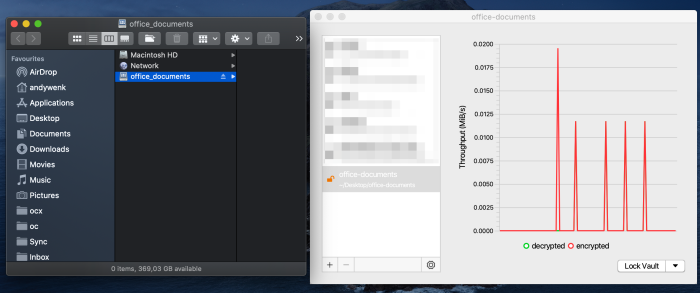 office_documents
Favourites
AirDrop
andywenk
Applications
Desktop
Documents
Downloads
Movies
Music
Pictures
ocx
oc
Sync
Inbox
Macintosh HD
Network
office_documents
0 items, 369,03 GB available
office-documents
office-documents
~/Desktop/office-documents
Throughput (MiB/s)
0.0200
0.0175
0.0150
0.0125
0.0100
0.0075
0.0050
0.0025
0.0000
decrypted
encrypted
Lock Vault